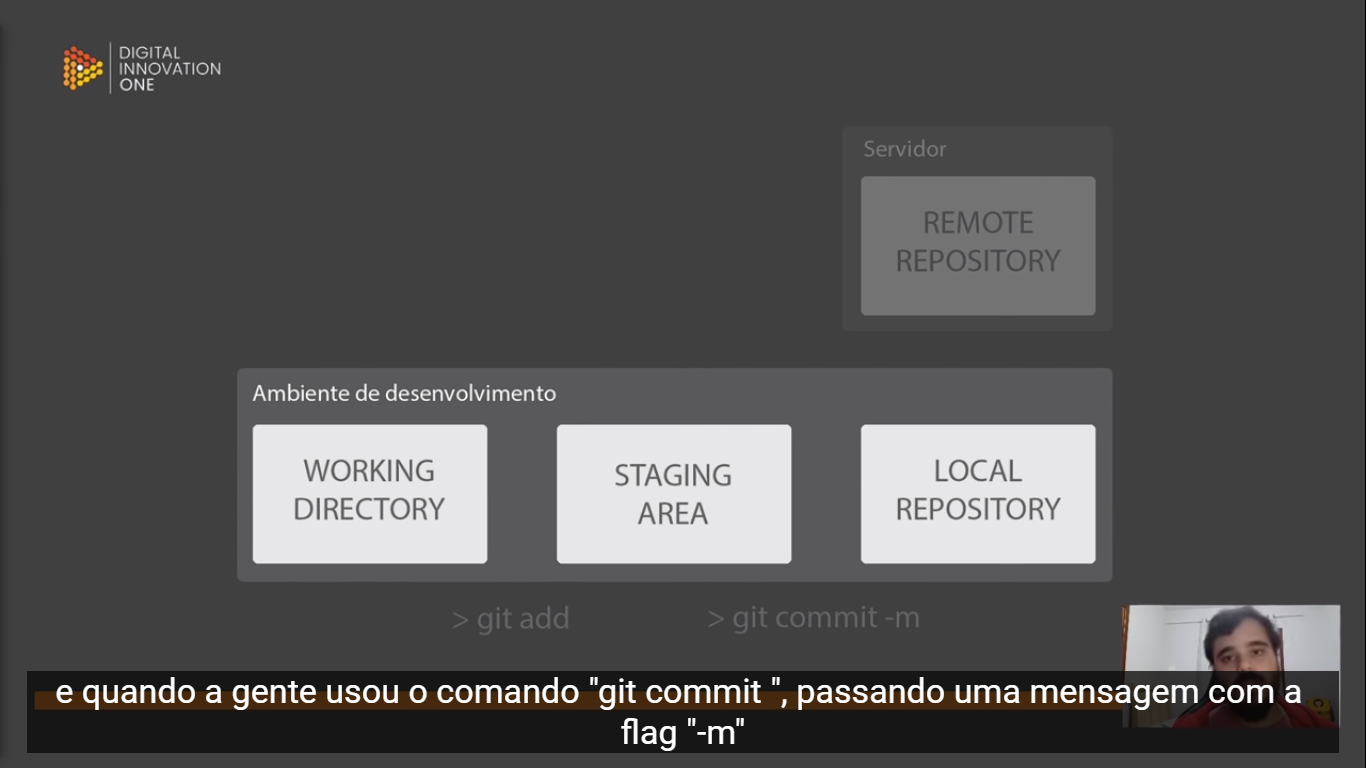 DIGITAL
INNOVATION
ONE
Servidor
REMOTE
REPOSITORY
Ambiente de desenvolvimento
WORKING
DIRECTORY
STAGING
AREA
LOCAL
REPOSITORY
> git add
> git commit -m
e quando a gente usou o comando "git commit ", passando uma mensagem com a
flag "-m"